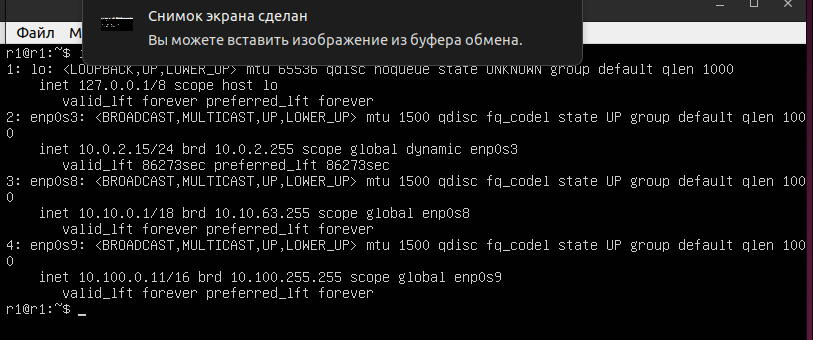 Снимок экрана сделан
Вы можете вставить изображение из буфера обмена.
Файл М
r1@r1:~$
1: lo: <LOOPBACK,UP,LOWER_UP> mtu 65536 qdisc noqueue state UNKNOWN group default qlen 1000
inet 127.0.0.1/8 scope host lo
valid_lft forever preferred_lft forever
2: enp0s3: <BROADCAST,MULTICAST,UP,LOWER_UP> mtu 1500 qdisc fq_codel state UP group default qlen 100
0
inet 10.0.2.15/24 brd 10.0.2.255 scope global dynamic enp0s3
valid_lft 86273sec preferred_lft 86273sec
3: enp0s8: <BROADCAST,MULTICAST,UP,LOWER_UP> mtu 1500 qdisc fq_codel state UP group default qlen 100
0
inet 10.10.0.1/18 brd 10.10.63.255 scope global enp0s8
valid_lft forever preferred_lft forever
4: enp0s9: <BROADCAST,MULTICAST,UP,LOWER_UP> mtu 1500 qdisc fq_codel state UP group default qlen 100
0
inet 10.100.0.11/16 brd 10.100.255.255 scope global enp0s9
valid_lft forever preferred_lft forever
r1@r1:~$ _